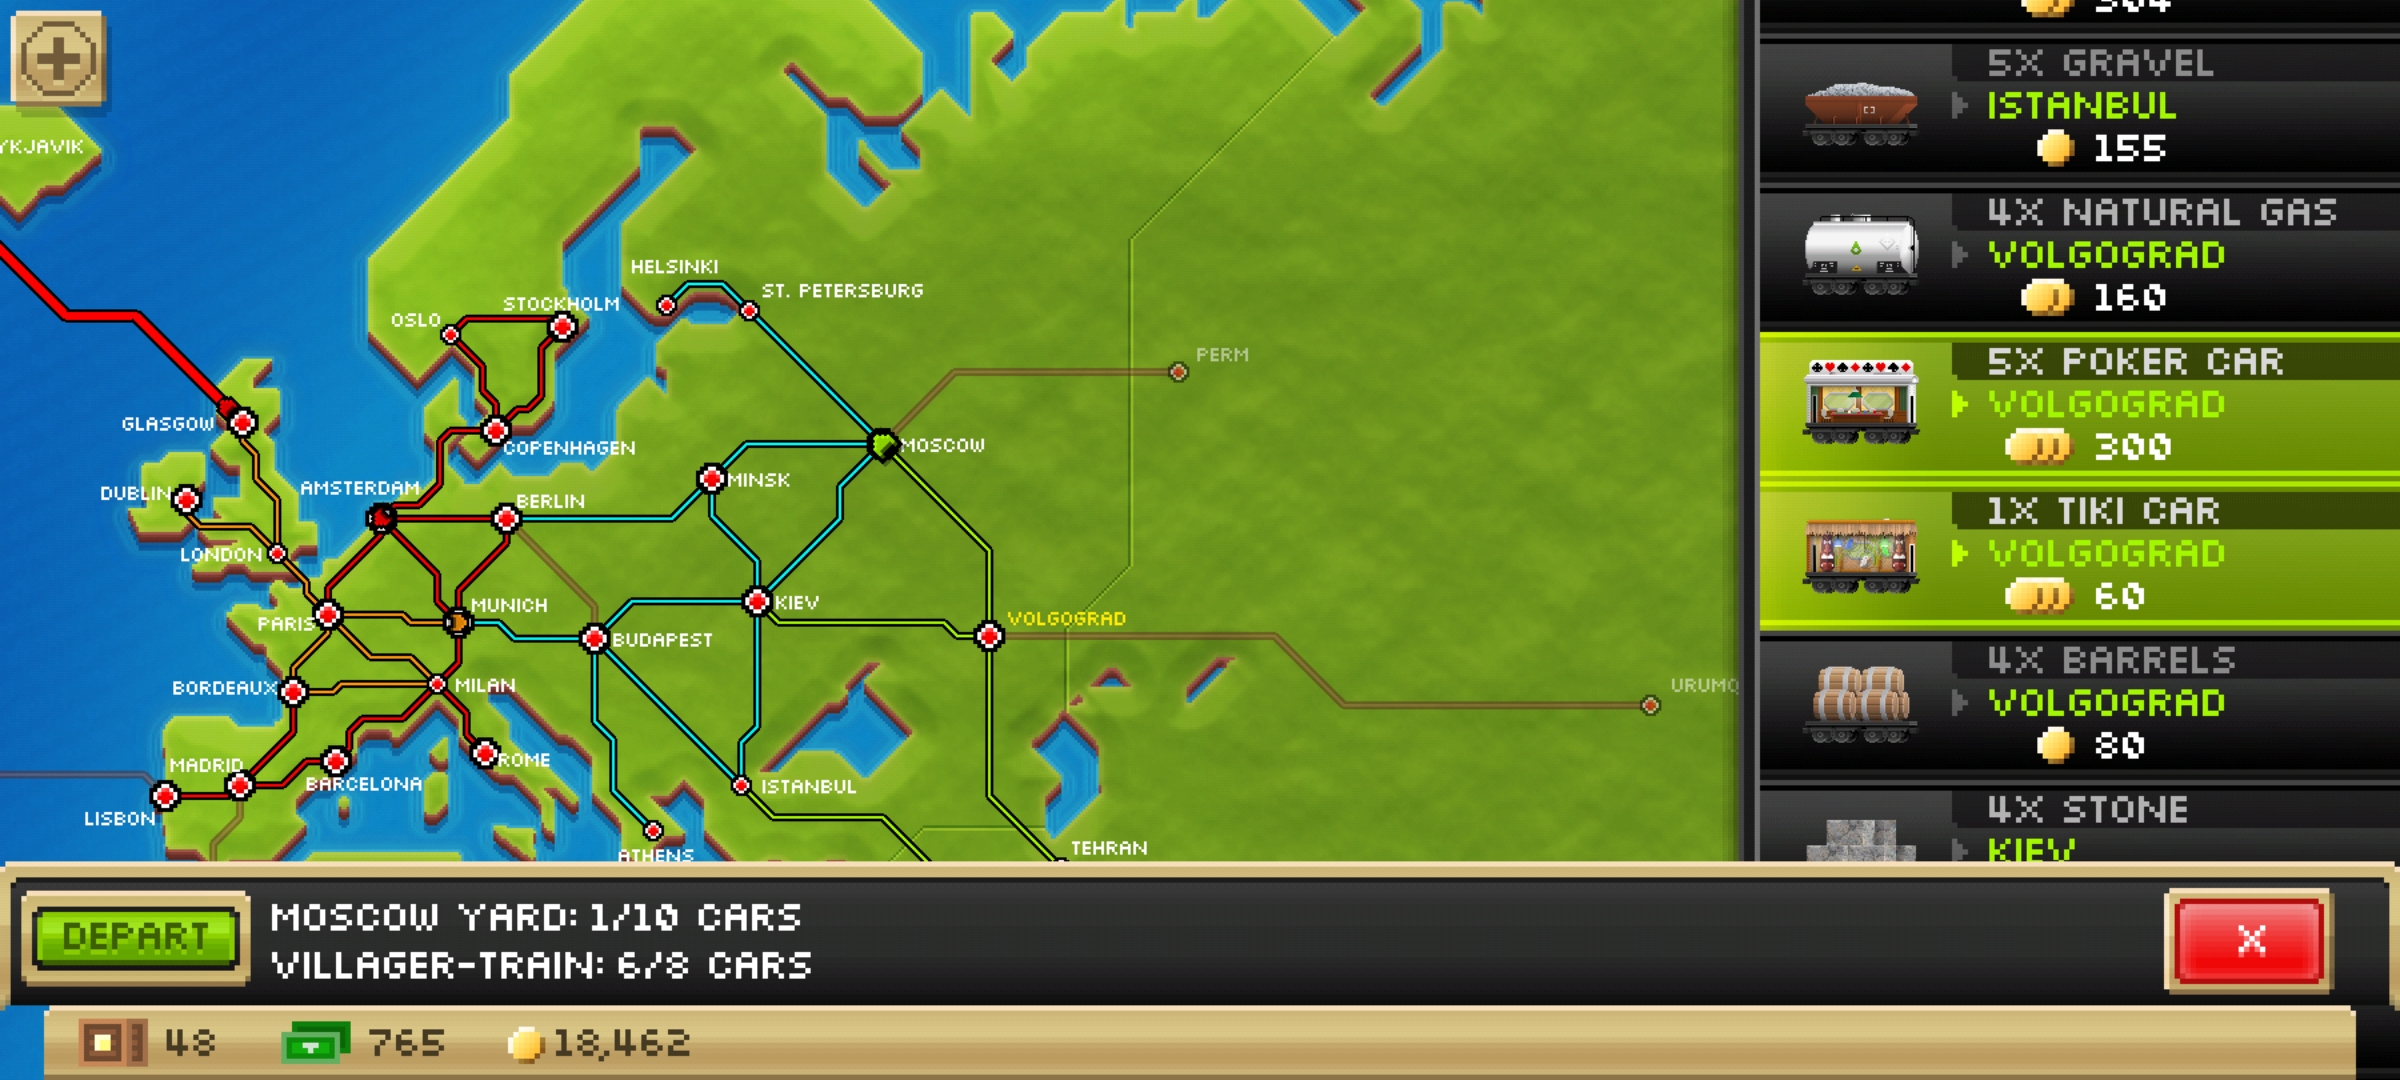 YKJAVIK
HELSINKI
ST. PETERSBURG
STOCKHOLM
OSLO
PERM
GLASGOW
COPENHAGEN
MOSCOW
MINSK
AMSTERDAM
DUBLIN
BERLIN
LONDON
MUNICH
KIEV
PARIS
BUDAPEST
VOLGOGRAD
BORDEAUX
MILAN
URUMQ
MADRID
ROME
BARCELONA
ISTANBUL
LISBON
ATHENS
TEHRAN
304
5X GRAVEL
ISTANBUL
155
4X NATURAL GAS
VOLGOGRAD
160
5X POKER CAR
VOLGOGRAD
300
1X TIKI CAR
VOLGOGRAD
60
4X BARRELS
VOLGOGRAD
80
4X STONE
KIEV
DEPART
MOSCOW YARD: 1/10 CARS
VILLAGER-TRAIN: 6/8 CARS
X
48 765 18,462